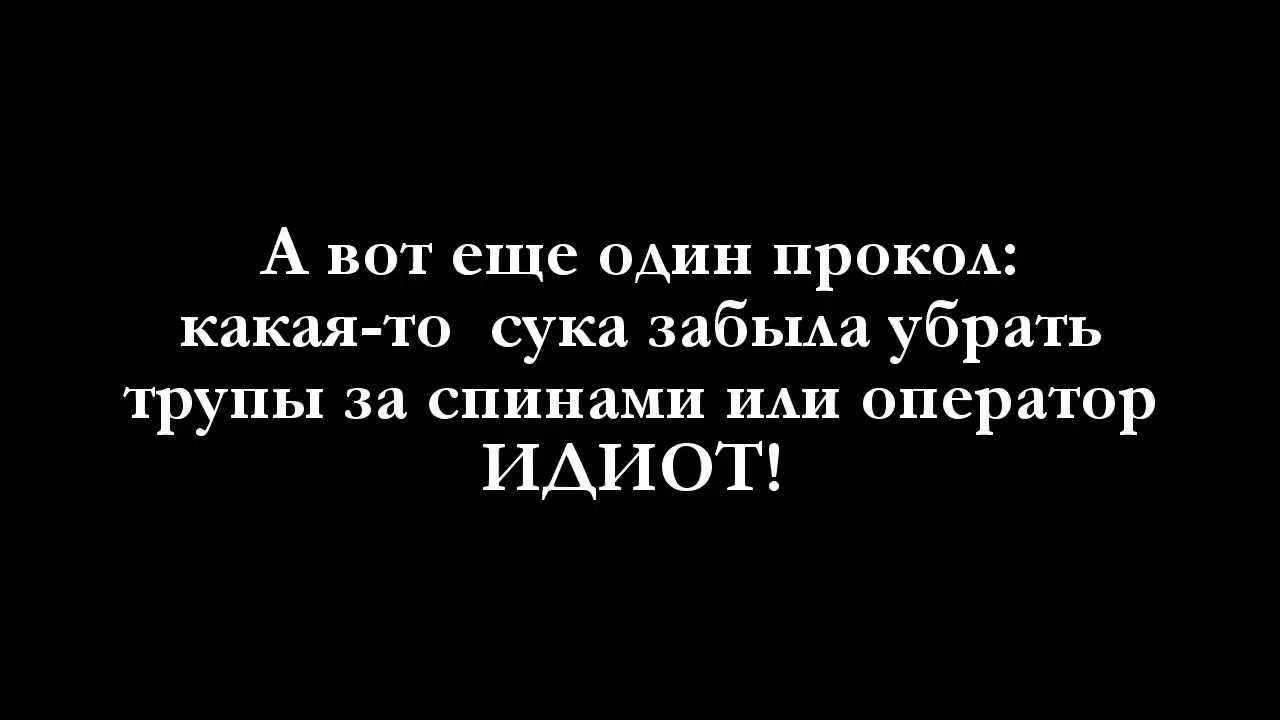 А вот еще один прокол:
какая-то  сука забыла убрать
трупы за спинами или оператор
ИДИОТ!